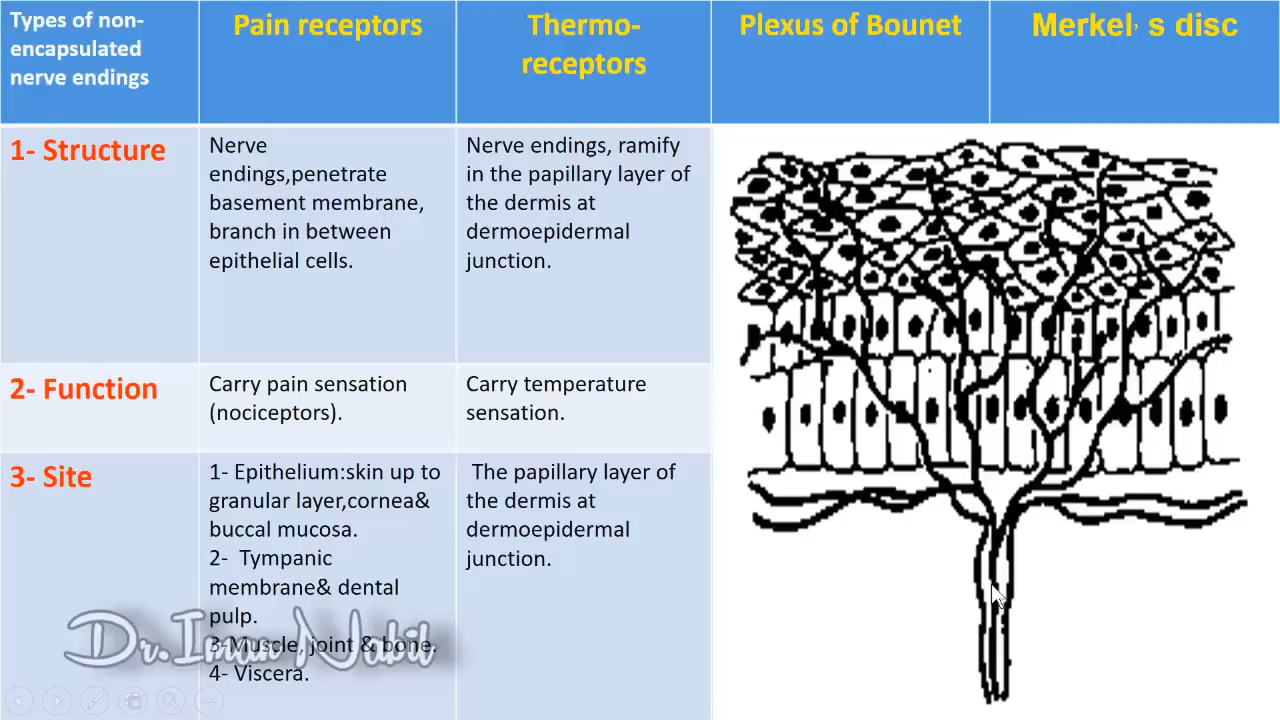 Types of non-
encapsulated
nerve endings
Pain receptors
Thermo-
receptors
Plexus of Bounet
Merkel, s disc
1- Structure
Nerve
endings,penetrate
basement membrane,
branch in between
epithelial cells.
Nerve endings, ramify
in the papillary layer of
the dermis at
dermoepidermal
junction.
2- Function
Carry pain sensation
(nociceptors).
Carry temperature
sensation.
3- Site
1- Epithelium:skin up to
granular layer,cornea&
buccal mucosa.
2- Tympanic
membrane& dental
pulp.
3-Muscle, joint & bone.
4- Viscera.
The papillary layer of
the dermis at
dermoepidermal
junction.
Dr.Iman Nabil